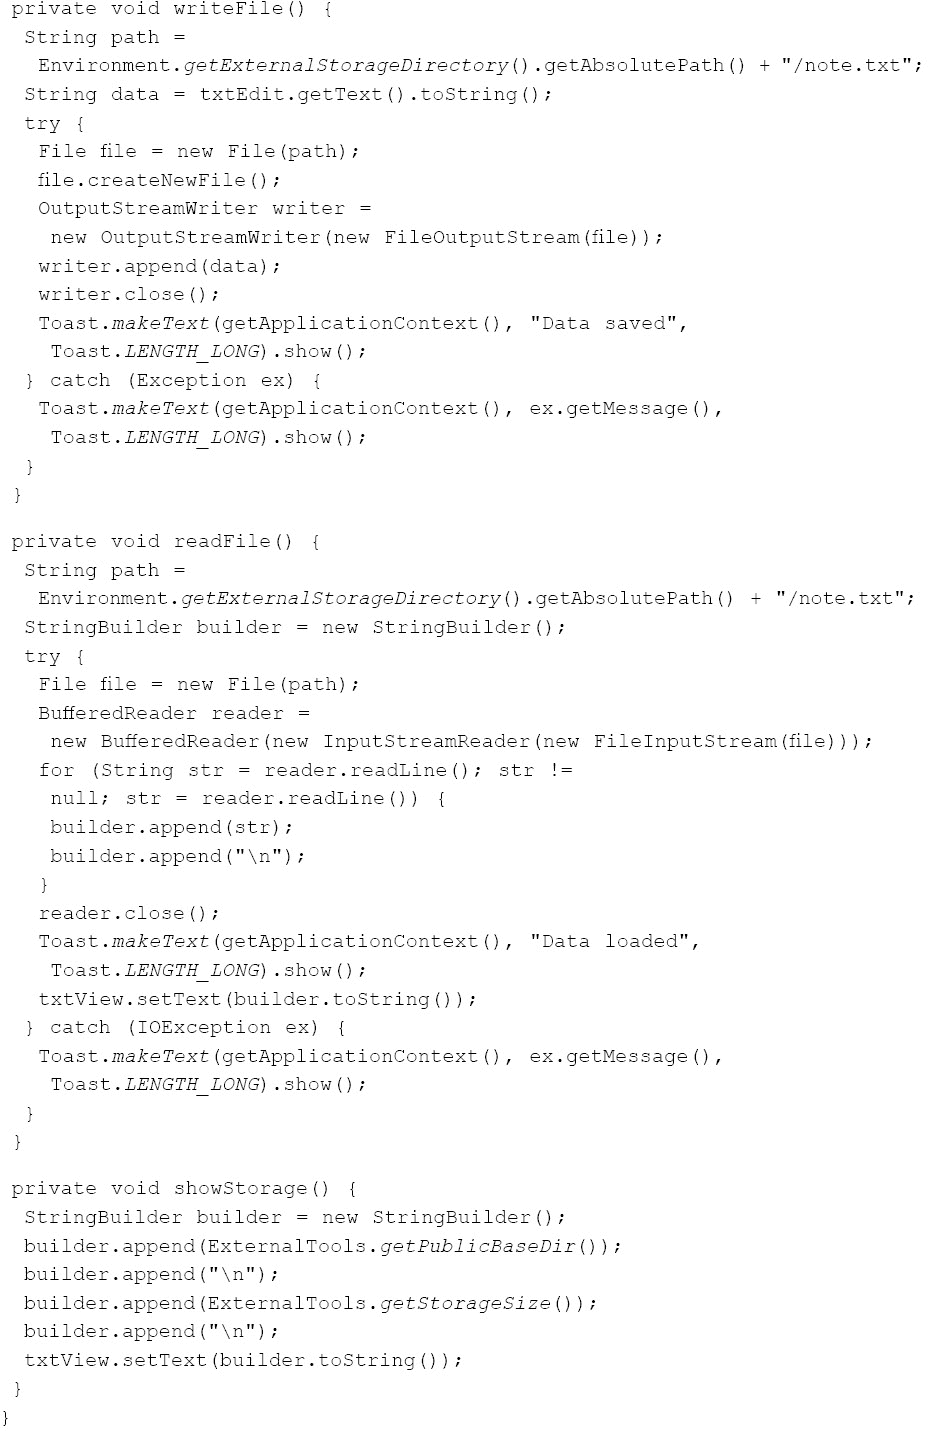 private void writeFile() {
String path =
Environment.getExternalStorageDirectory().getAbsolutePath() + "/note.txt";
String data = txtEdit.getText().toString();
try {
File file = new File(path);
file.createNewFile();
OutputStreamWriter writer =
new OutputStreamWriter(new FileOutputStream(file));
writer.append(data);
writer.close();
Toast.makeText(getApplicationContext(), "Data saved",
Toast.LENGTH_LONG).show();
} catch (Exception ex) {
Toast.makeText(getApplicationContext(), ex.getMessage(),
Toast.LENGTH_LONG).show();
}
}
private void readFile() {
String path =
Environment.getExternalStorageDirectory().getAbsolutePath() + "/note.txt";
StringBuilder builder = new StringBuilder();
try {
File file = new File(path);
BufferedReader reader =
new BufferedReader(new InputStreamReader(new FileInputStream(file)));
for (String str = reader.readLine(); str !=
null; str = reader.readLine()) {
builder.append(str);
builder.append("\n");
}
reader.close();
Toast.makeText(getApplicationContext(), "Data loaded",
Toast.LENGTH_LONG).show();
txtView.setText(builder.toString());
} catch (IOException ex) {
Toast.makeText(getApplicationContext(), ex.getMessage(),
Toast.LENGTH_LONG).show();
}
}
private void showStorage() {
StringBuilder builder = new StringBuilder();
builder.append(ExternalTools.getPublicBaseDir());
builder.append("\n");
builder.append(ExternalTools.getStorageSize());
builder.append("\n");
txtView.setText(builder.toString());
}
}